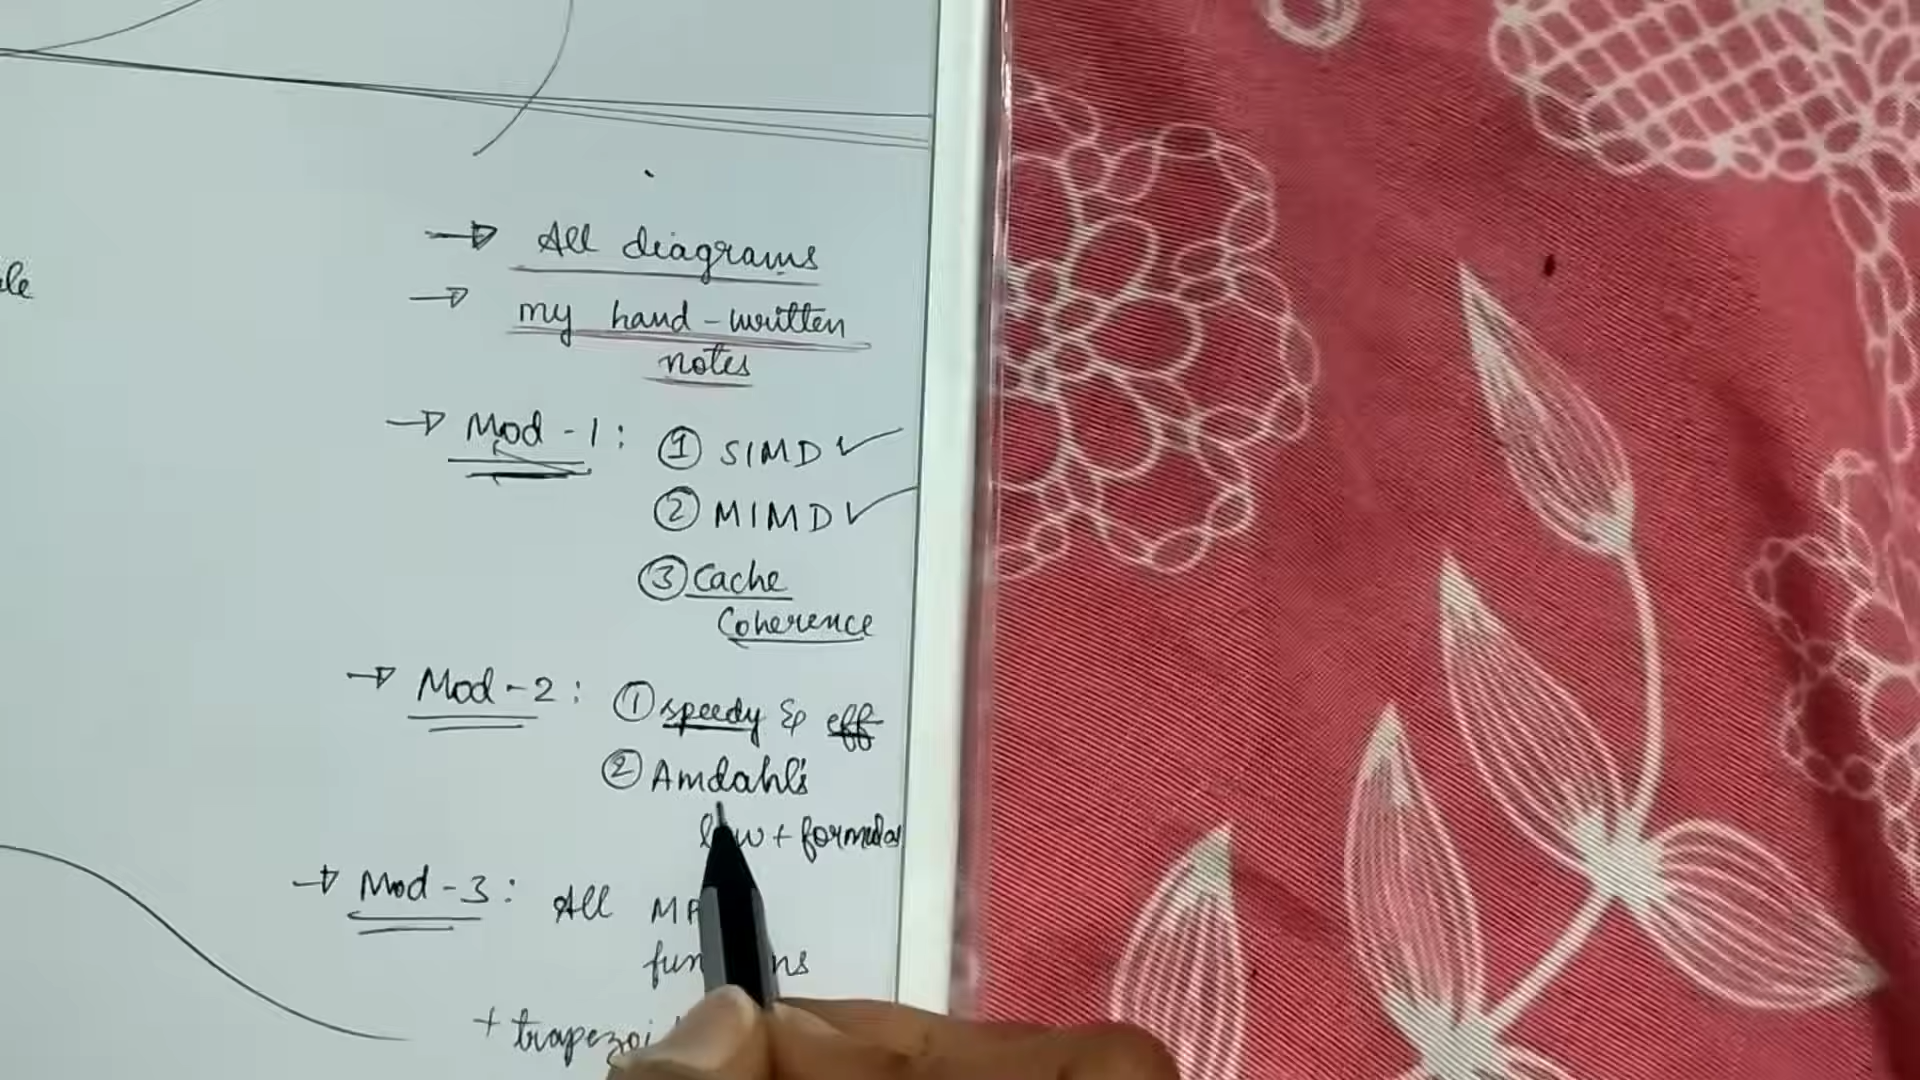 le
→ All diagrams
→ my hand-written
notes
→ Mod-1: ① SIMD ✓
② MIMD ✓
③ Cache
Coherence
→ Mod-2: ① speedy & eff
② Amdahl's
law + formulas
→ Mod-3: All
+